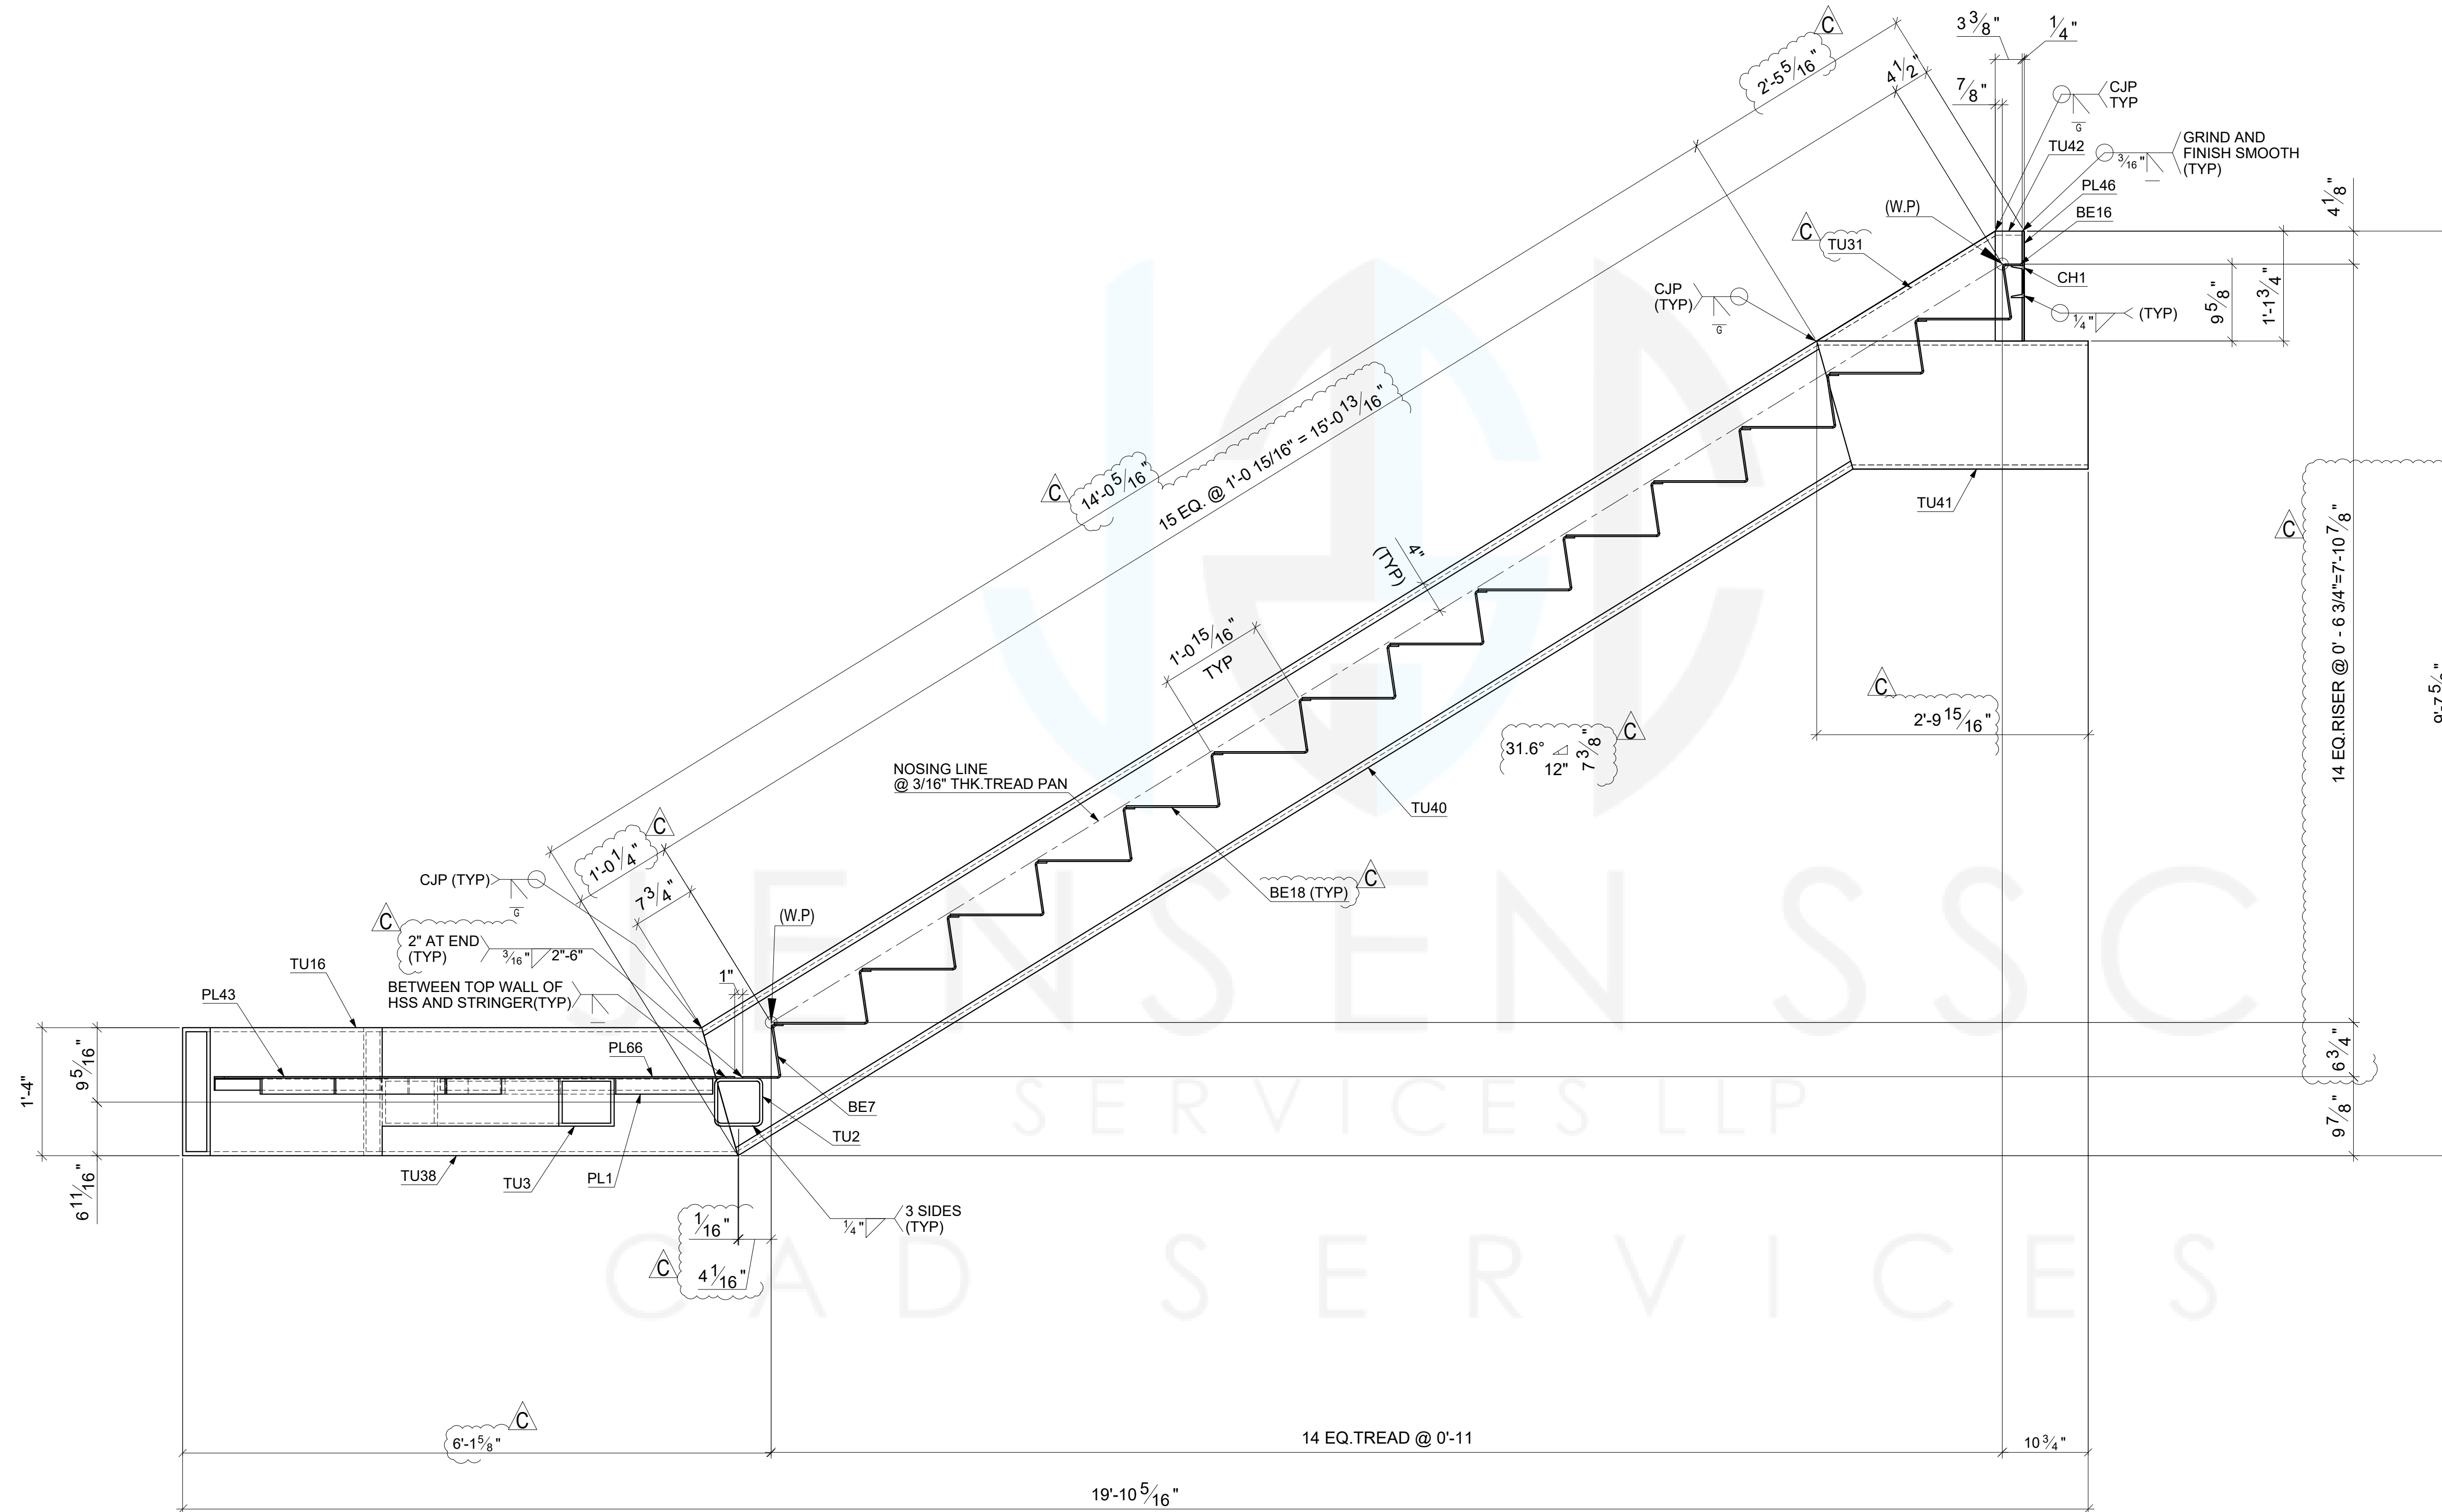 C
2'-5 5/16"
4 1/2"
3 3/8"
1/4"
7/8"
CJP
TYP
G
TU42
3/16"
GRIND AND
FINISH SMOOTH
(TYP)
PL46
(W.P)
BE16
4 1/8"
C
TU31
CH1
CJP
(TYP)
G
1/4"
(TYP)
9 5/8"
1'-1 3/4"
C
14'-0 5/16"
15 EQ. @ 1'-0 15/16" = 15'-0 13/16"
TU41
C
14 EQ.RISER @ 0' - 6 3/4"=7'-10 7/8"
4"
(TYP)
1'-0 15/16"
TYP
C
2'-9 15/16"
31.6°
12"
7 3/8"
C
NOSING LINE
@ 3/16" THK.TREAD PAN
TU40
C
1'-0 1/4"
7 3/4"
CJP (TYP)
G
BE18 (TYP)
C
(W.P)
C
2" AT END
(TYP)
3/16"
2"-6"
TU16
1"
BETWEEN TOP WALL OF
HSS AND STRINGER(TYP)
PL43
PL66
1'-4"
9 5/16"
6 11/16"
6 3/4"
9 7/8"
BE7
TU2
TU38
TU3
PL1
3 SIDES
(TYP)
1/4"
1/16"
C
4 1/16"
C
6'-1 5/8"
14 EQ.TREAD @ 0'-11
10 3/4"
19'-10 5/16"
JENSEN SSC
SERVICES LLP
CAD SERVICES